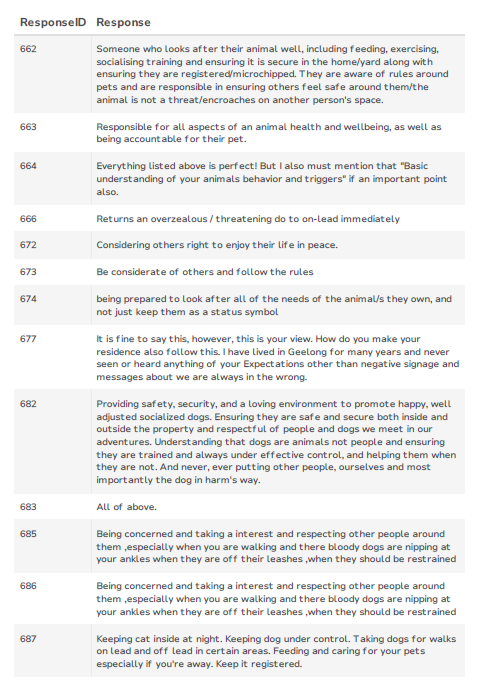 ResponseID Response
662 Someone who looks after their animal well, including feeding, exercising,
socialising training and ensuring it is secure in the home/yard along with
ensuring they are registered/microchipped. They are aware of rules around
pets and are responsible in ensuring others feel safe around them/the
animal is not a threat/encroaches on another person's space.
663 Responsible for all aspects of an animal health and wellbeing, as well as
being accountable for their pet.
664 Everything listed above is perfect! But I also must mention that "Basic
understanding of your animals behavior and triggers" if an important point
also.
666 Returns an overzealous / threatening do to on-lead immediately
672 Considering others right to enjoy their life in peace.
673 Be considerate of others and follow the rules
674 being prepared to look after all of the needs of the animal/s they own, and
not just keep them as a status symbol
677 It is fine to say this, however, this is your view. How do you make your
residence also follow this. I have lived in Geelong for many years and never
seen or heard anything of your Expectations other than negative signage and
messages about we are always in the wrong.
682 Providing safety, security, and a loving environment to promote happy, well
adjusted socialized dogs. Ensuring they are safe and secure both inside and
outside the property and respectful of people and dogs we meet in our
adventures. Understanding that dogs are animals not people and ensuring
they are trained and always under effective control, and helping them when
they are not. And never, ever putting other people, ourselves and most
importantly the dog in harm's way.
683 All of above.
685 Being concerned and taking a interest and respecting other people around
them ,especially when you are walking and there bloody dogs are nipping at
your ankles when they are off their leashes ,when they should be restrained
686 Being concerned and taking a interest and respecting other people around
them ,especially when you are walking and there bloody dogs are nipping at
your ankles when they are off their leashes ,when they should be restrained
687 Keeping cat inside at night. Keeping dog under control. Taking dogs for walks
on lead and off lead in certain areas. Feeding and caring for your pets
especially if you're away. Keep it registered.